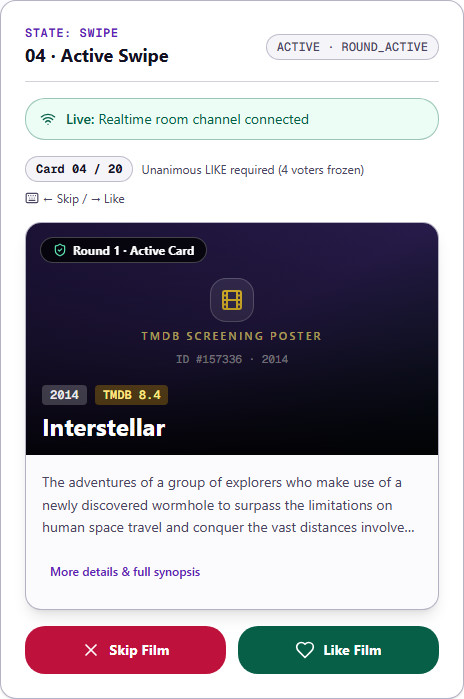 STATE: SWIPE
04 · Active Swipe
ACTIVE · ROUND_ACTIVE
Live: Realtime room channel connected
Card 04 / 20
Unanimous LIKE required (4 voters frozen)
← Skip / → Like
Round 1 · Active Card
TMDB SCREENING POSTER
ID #157336 · 2014
2014
TMDB 8.4
Interstellar
The adventures of a group of explorers who make use of a
newly discovered wormhole to surpass the limitations on
human space travel and conquer the vast distances involve...
More details & full synopsis
Skip Film
Like Film